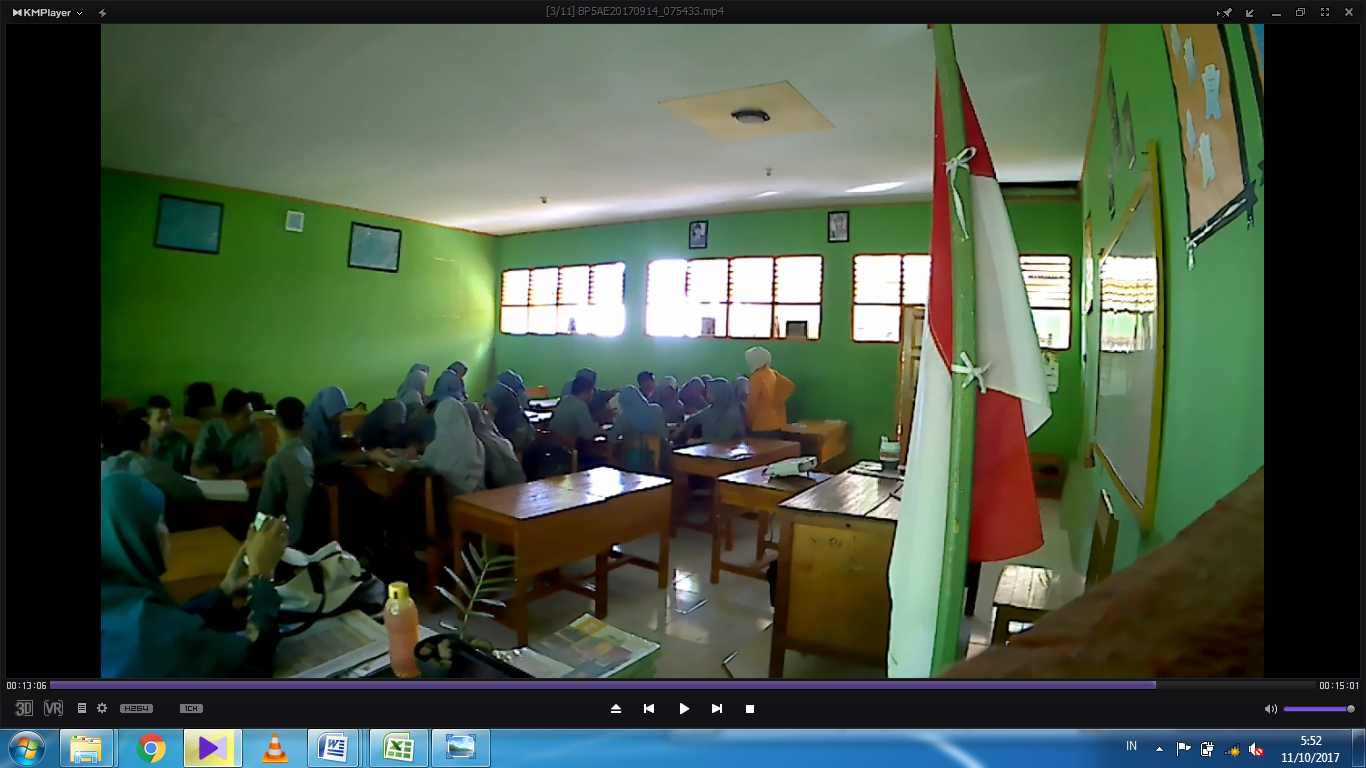 KMPlayer
[3/11] BP5AE20170914_075433.mp4
00:13:06
00:15:01
3D
VR
H264
1CH
IN
5:52
11/10/2017